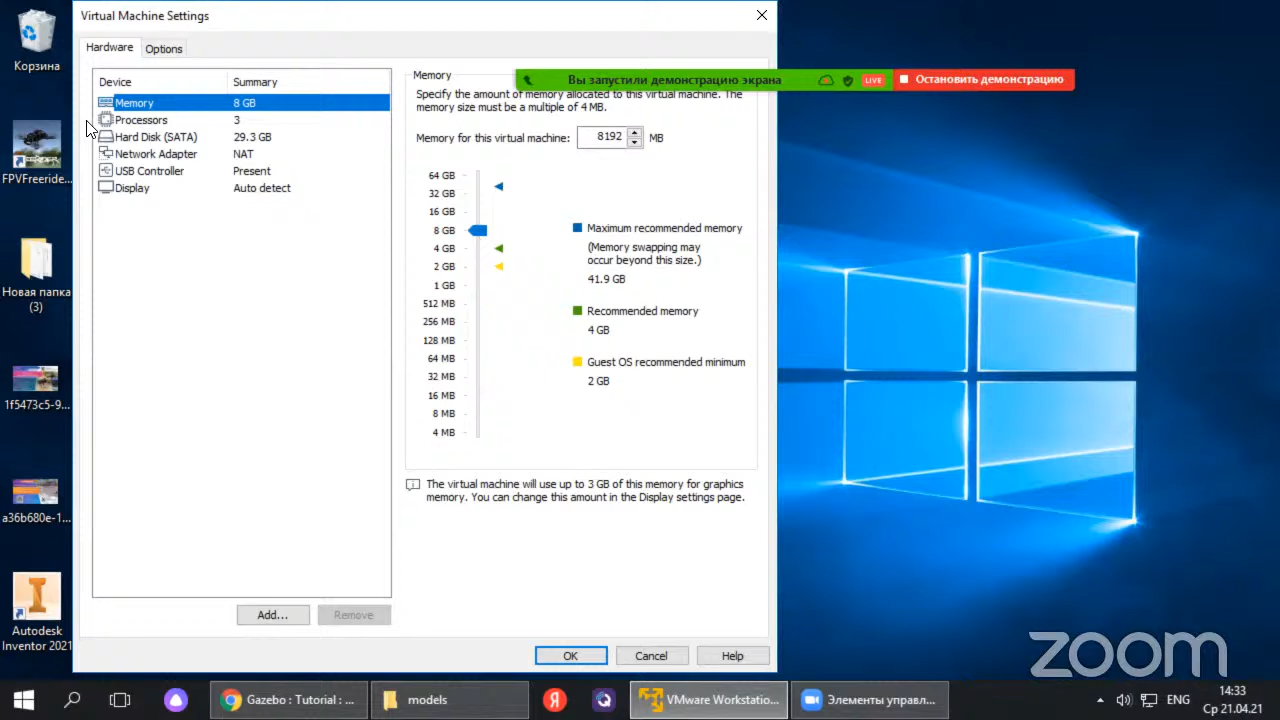 Корзина
FPVFreeride...
Новая папка
(3)
1f5473c5-9...
a36b680e-1...
Autodesk
Inventor 2021
Virtual Machine Settings
Hardware
Options
Device
Summary
Memory
8 GB
Processors
3
Hard Disk (SATA)
29.3 GB
Network Adapter
NAT
USB Controller
Present
Display
Auto detect
Add...
Remove
Вы запустили демонстрацию экрана
LIVE
Остановить демонстрацию
Memory
Specify the amount of memory allocated to this virtual machine. The
memory size must be a multiple of 4 MB.
Memory for this virtual machine:
8192
MB
64 GB
32 GB
16 GB
8 GB
4 GB
2 GB
1 GB
512 MB
256 MB
128 MB
64 MB
32 MB
16 MB
8 MB
4 MB
Maximum recommended memory
(Memory swapping may
occur beyond this size.)
41.9 GB
Recommended memory
4 GB
Guest OS recommended minimum
2 GB
The virtual machine will use up to 3 GB of this memory for graphics
memory. You can change this amount in the Display settings page.
OK
Cancel
Help
zoom
Gazebo : Tutorial : ...
models
Я
VMware Workstatio...
Элементы управл...
ENG
14:33
Ср 21.04.21